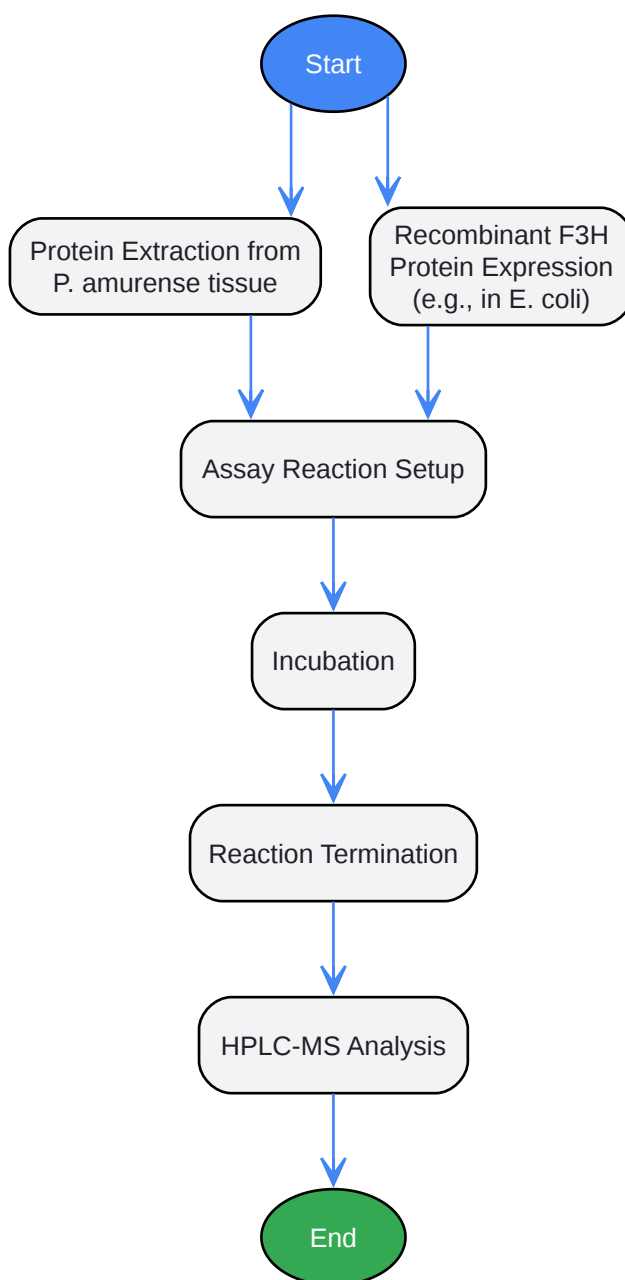 Start
Protein Extraction from
P. amurense tissue
Recombinant F3H
Protein Expression
(e.g., in E. coli)
Assay Reaction Setup
Incubation
Reaction Termination
HPLC-MS Analysis
End